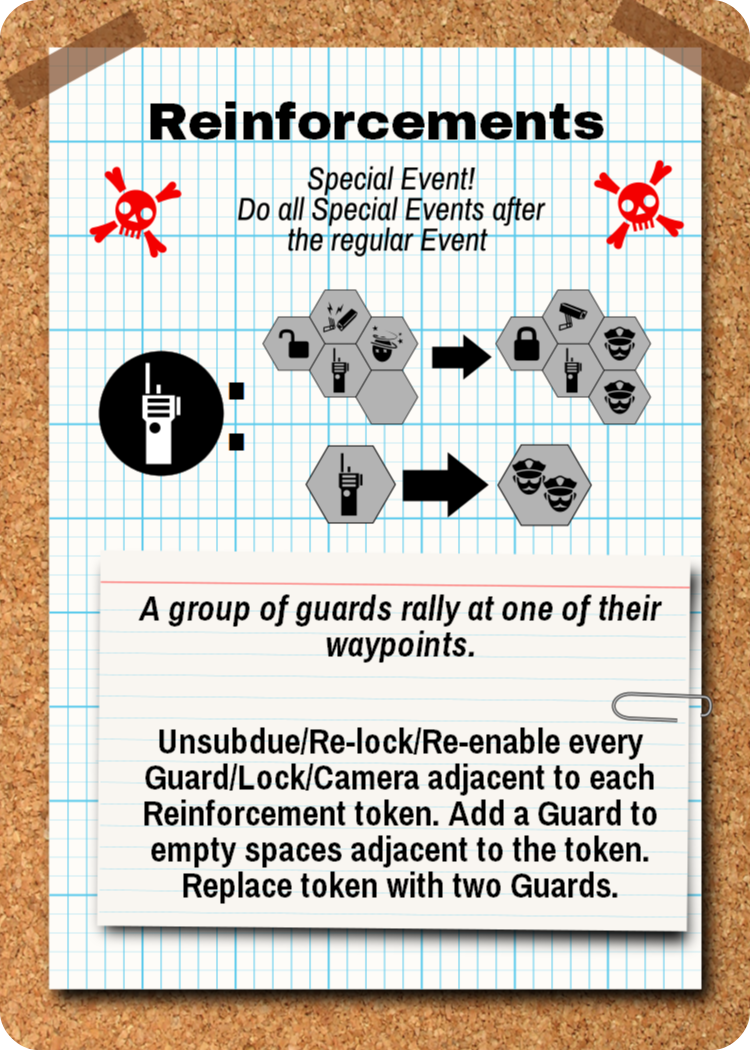 Reinforcements
Special Event!
Do all Special Events after
the regular Event
:
A group of guards rally at one of their
waypoints.
Unsubdue/Re-lock/Re-enable every
Guard/Lock/Camera adjacent to each
Reinforcement token. Add a Guard to
empty spaces adjacent to the token.
Replace token with two Guards.